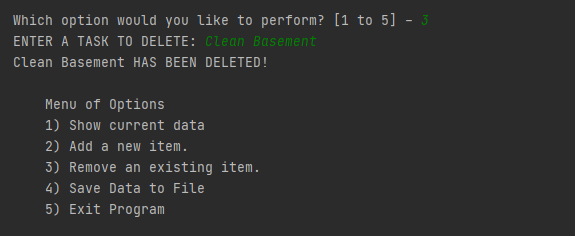 Which option would you like to perform? [1 to 5] - 3
ENTER A TASK TO DELETE: Clean Basement
Clean Basement HAS BEEN DELETED!
Menu of Options
1) Show current data
2) Add a new item.
3) Remove an existing item.
4) Save Data to File
5) Exit Program